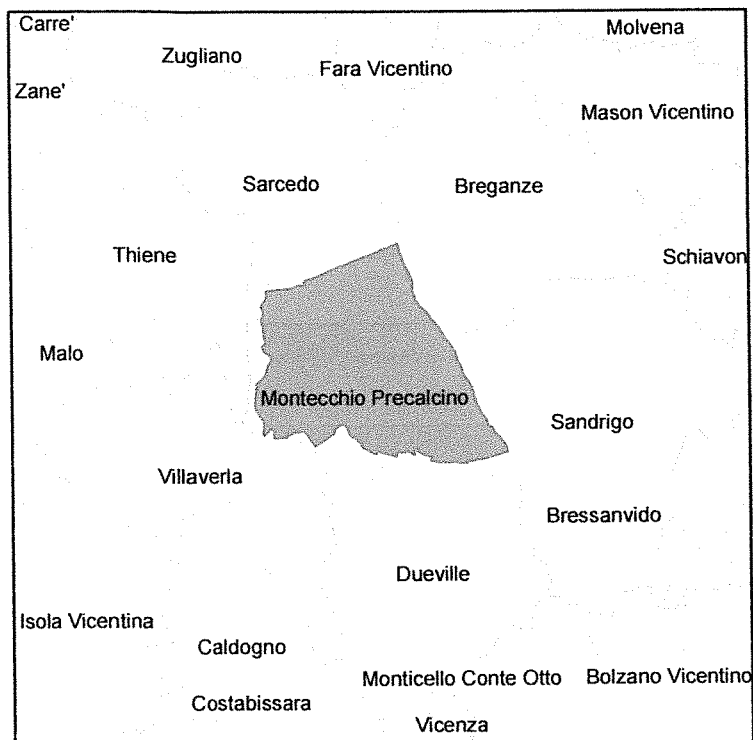 Carre'
Molvena
Zugliano
Fara Vicentino
Zane'
Mason Vicentino
Sarcedo
Breganze
Thiene
Schiavon
Malo
Montecchio Precalcino
Sandrigo
Villaverla
Bressanvido
Dueville
Isola Vicentina
Caldogno
Monticello Conte Otto
Bolzano Vicentino
Costabissara
Vicenza